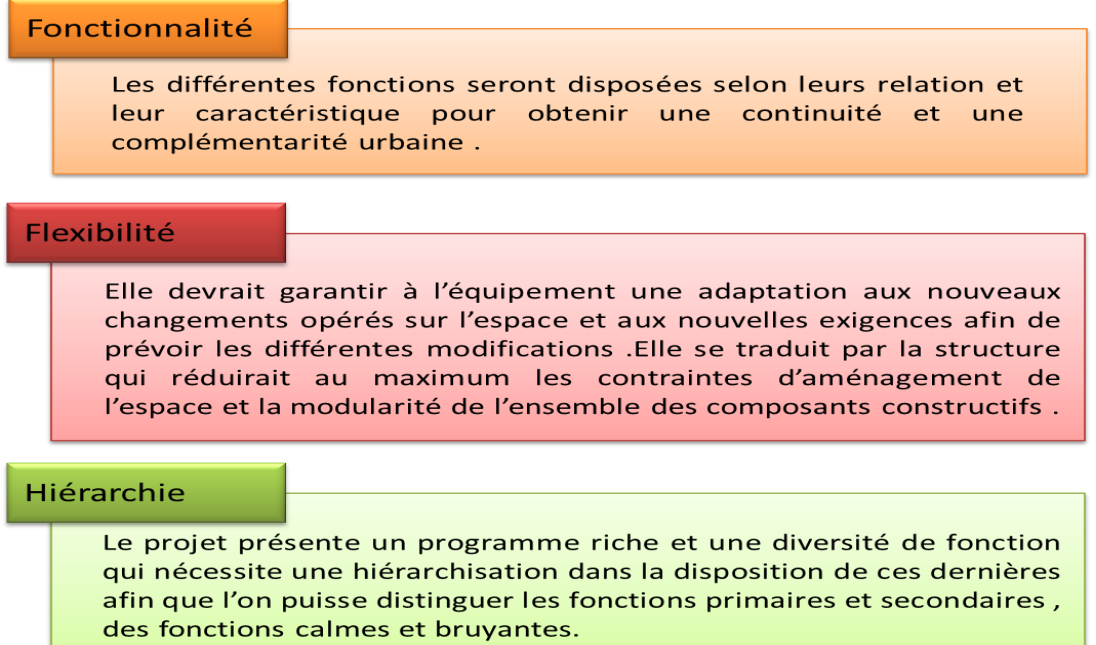 Fonctionnalité
Les différentes fonctions seront disposées selon leurs relation et
leur caractéristique pour obtenir une continuité et une
complémentarité urbaine .
Flexibilité
Elle devrait garantir à l’équipement une adaptation aux nouveaux
changements opérés sur l’espace et aux nouvelles exigences afin de
prévoir les différentes modifications .Elle se traduit par la structure
qui réduirait au maximum les contraintes d’aménagement de
l’espace et la modularité de l’ensemble des composants constructifs .
Hiérarchie
Le projet présente un programme riche et une diversité de fonction
qui nécessite une hiérarchisation dans la disposition de ces dernières
afin que l’on puisse distinguer les fonctions primaires et secondaires ,
des fonctions calmes et bruyantes.